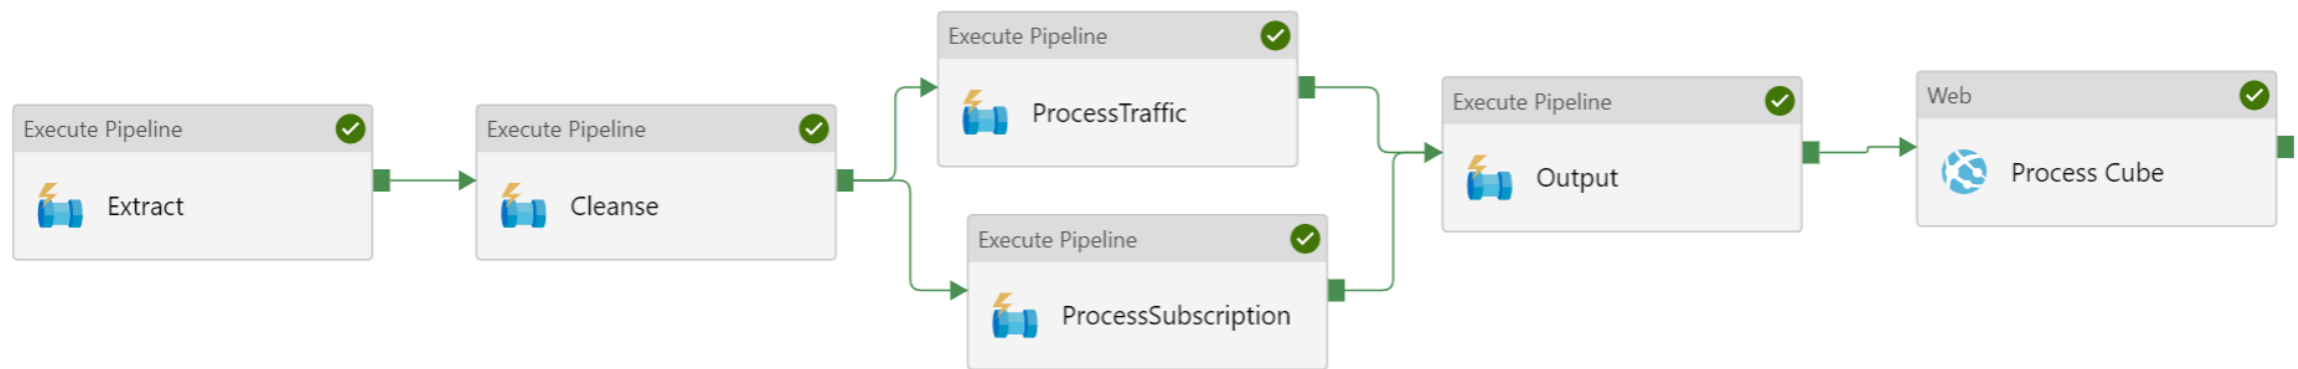 Execute Pipeline
Extract
Execute Pipeline
Cleanse
Execute Pipeline
ProcessTraffic
Execute Pipeline
ProcessSubscription
Execute Pipeline
Output
Web
Process Cube